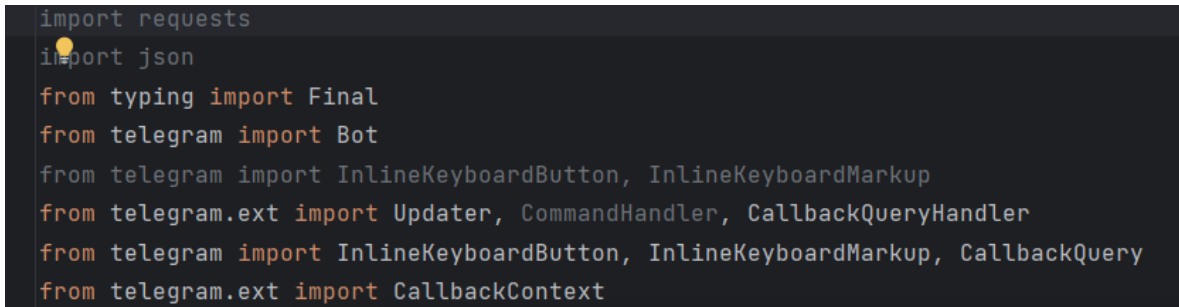 import requests
import json
from typing import Final
from telegram import Bot
from telegram import InlineKeyboardButton, InlineKeyboardMarkup
from telegram.ext import Updater, CommandHandler, CallbackQueryHandler
from telegram import InlineKeyboardButton, InlineKeyboardMarkup, CallbackQuery
from telegram.ext import CallbackContext